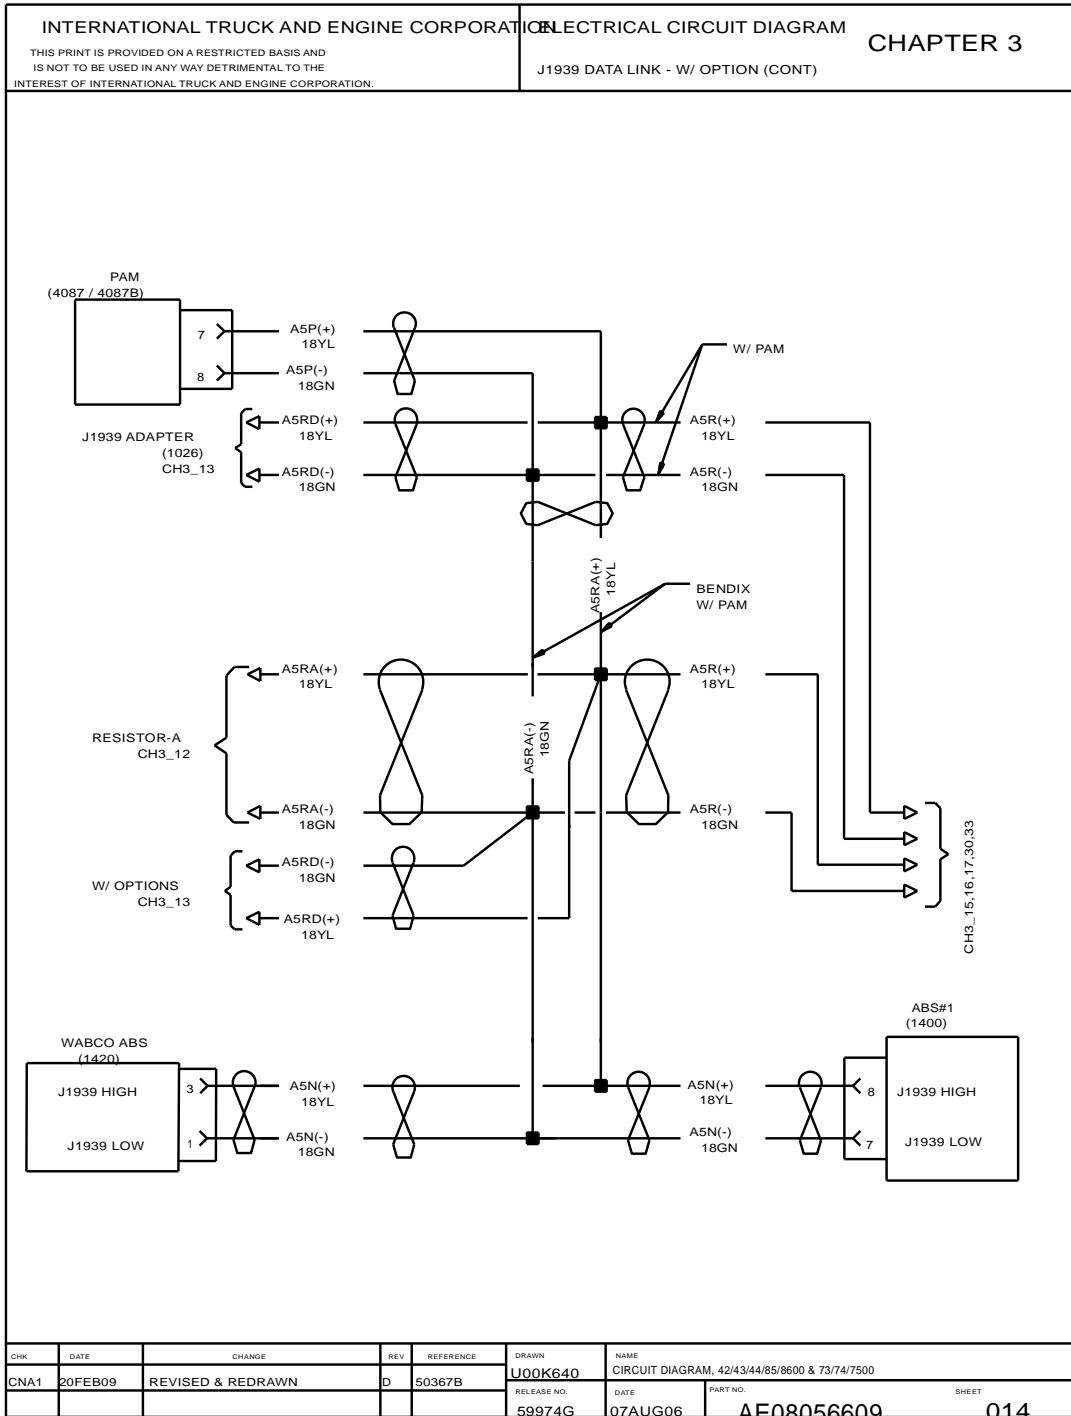 INTERNATIONAL TRUCK AND ENGINE CORPORATION
THIS PRINT IS PROVIDED ON A RESTRICTED BASIS AND
IS NOT TO BE USED IN ANY WAY DETRIMENTAL TO THE
INTEREST OF INTERNATIONAL TRUCK AND ENGINE CORPORATION.
ELECTRICAL CIRCUIT DIAGRAM
J1939 DATA LINK - W/ OPTION (CONT)
CHAPTER 3
PAM
(4087 / 4087B)
7
A5P(+)
18YL
8
A5P(-)
18GN
W/ PAM
J1939 ADAPTER
(1026)
CH3_13
A5RD(+)
18YL
A5R(+)
18YL
A5RD(-)
18GN
A5R(-)
18GN
A5RA(+)
18YL
BENDIX
W/ PAM
RESISTOR-A
CH3_12
A5RA(+)
18YL
A5R(+)
18YL
A5RA(-)
18GN
A5RA(-)
18GN
A5R(-)
18GN
W/ OPTIONS
CH3_13
A5RD(-)
18GN
A5RD(+)
18YL
CH3_15,16,17,30,33
WABCO ABS
(1420)
J1939 HIGH
3
A5N(+)
18YL
J1939 LOW
1
A5N(-)
18GN
ABS#1
(1400)
A5N(+)
18YL
8
J1939 HIGH
A5N(-)
18GN
7
J1939 LOW
CHK DATE CHANGE REV REFERENCE
CNA1 20FEB09 REVISED & REDRAWN D 50367B
DRAWN
U00K640
NAME
CIRCUIT DIAGRAM, 42/43/44/85/8600 & 73/74/7500
RELEASE NO.
59974G
DATE
07AUG06
PART NO.
AE08056609
SHEET
014